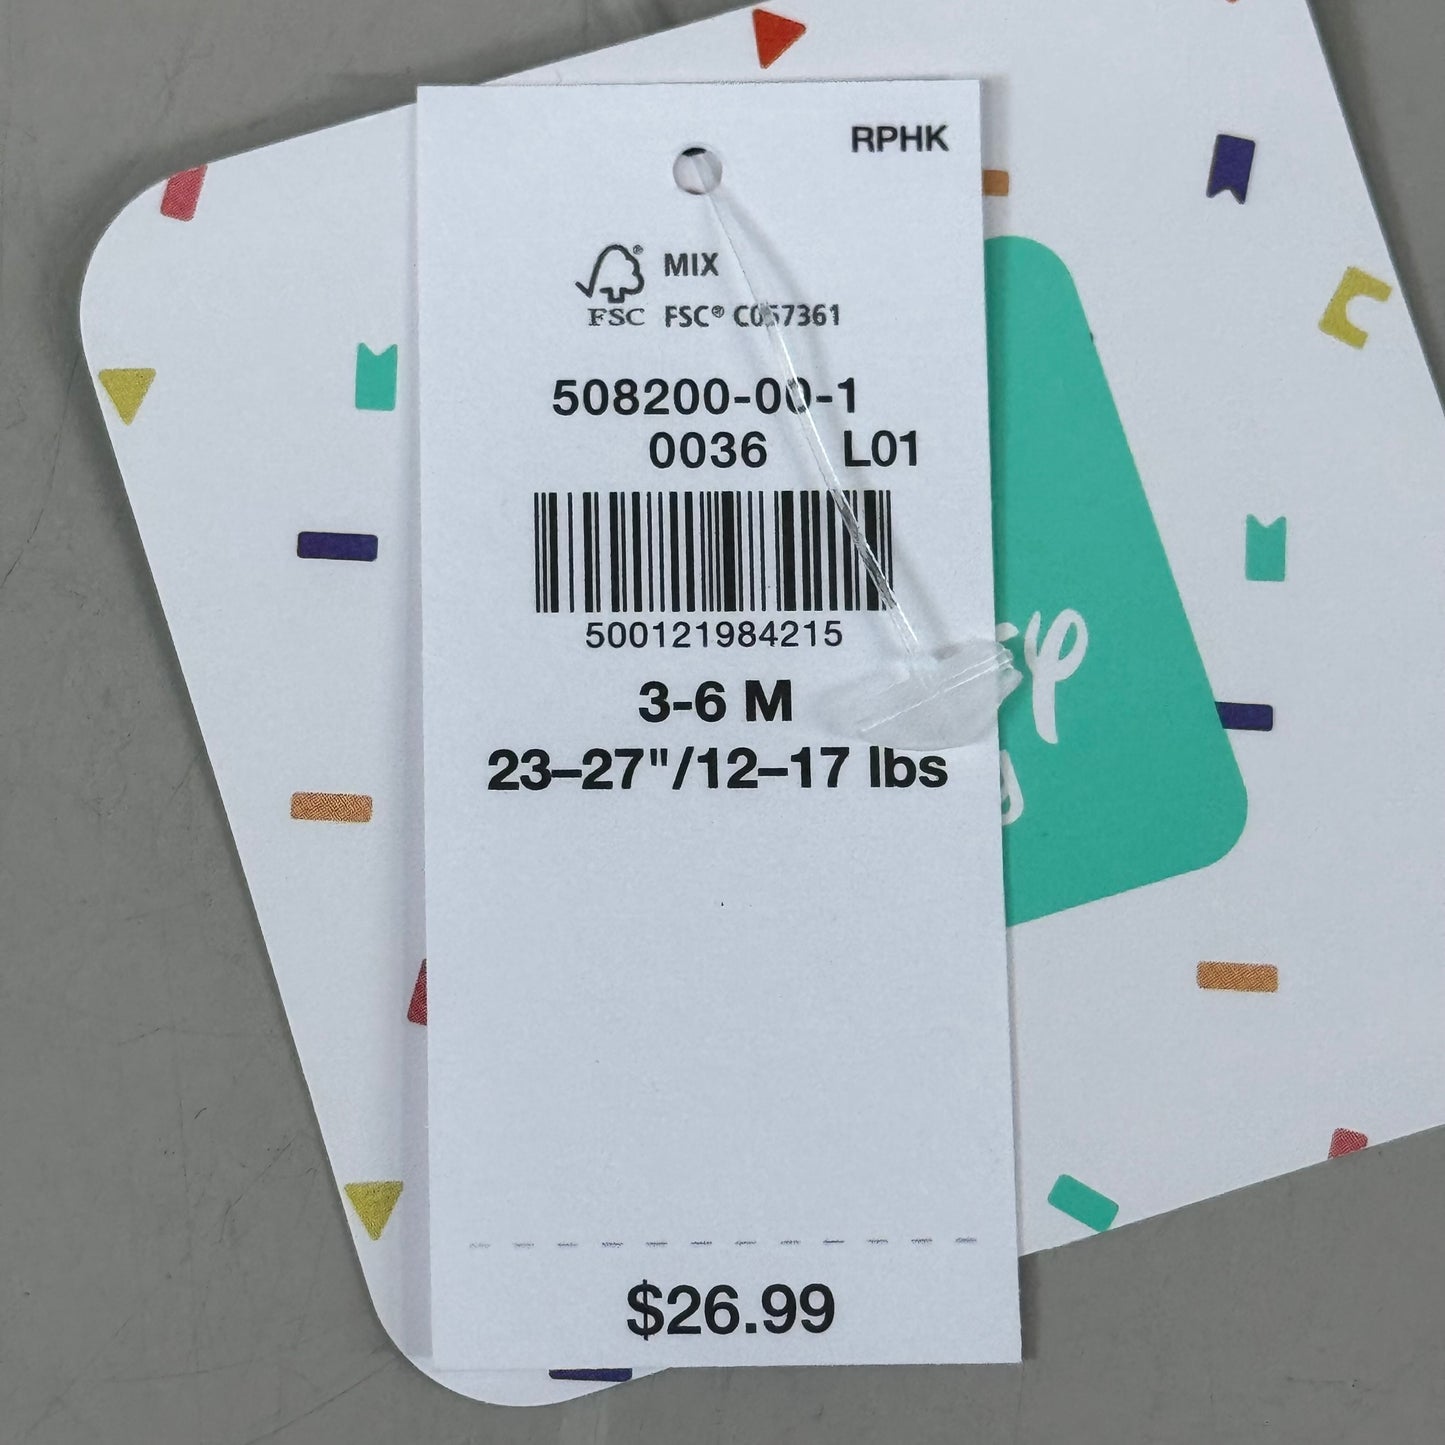 RPHK
MIX
FSC FSC® C057361
508200-00-1
0036 L01
500121984215
3-6 M
23–27"/12–17 lbs
$26.99